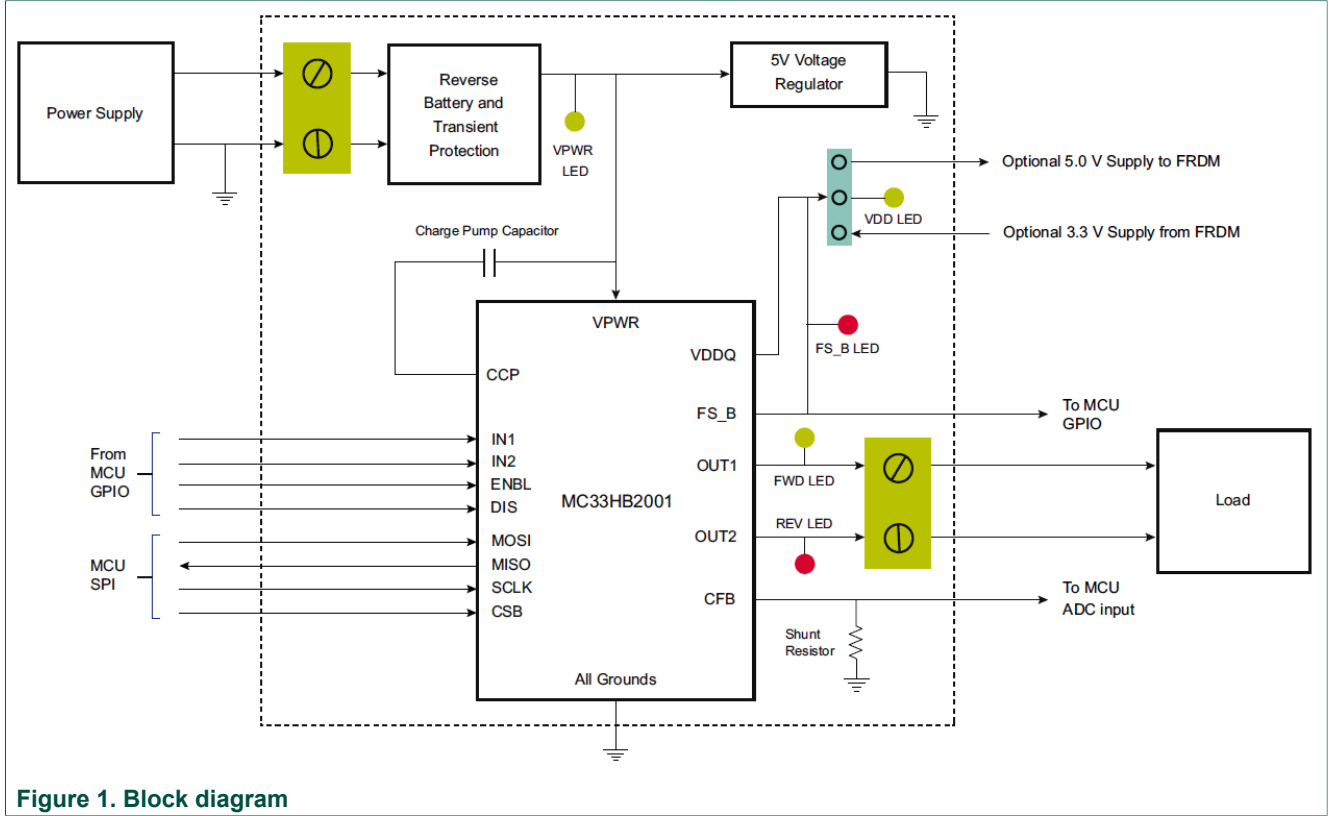 Power Supply
Reverse
Battery and
Transient
Protection
VPWR
LED
5V Voltage
Regulator
Optional 5.0 V Supply to FRDM
VDD LED
Optional 3.3 V Supply from FRDM
Charge Pump Capacitor
VPWR
VDDQ
FS_B LED
CCP
FS_B
To MCU
GPIO
From
MCU
GPIO
IN1
IN2
ENBL
DIS
MC33HB2001
OUT1
FWD LED
REV LED
OUT2
Load
MCU
SPI
MOSI
MISO
SCLK
CSB
CFB
To MCU
ADC input
Shunt
Resistor
All Grounds
Figure 1. Block diagram